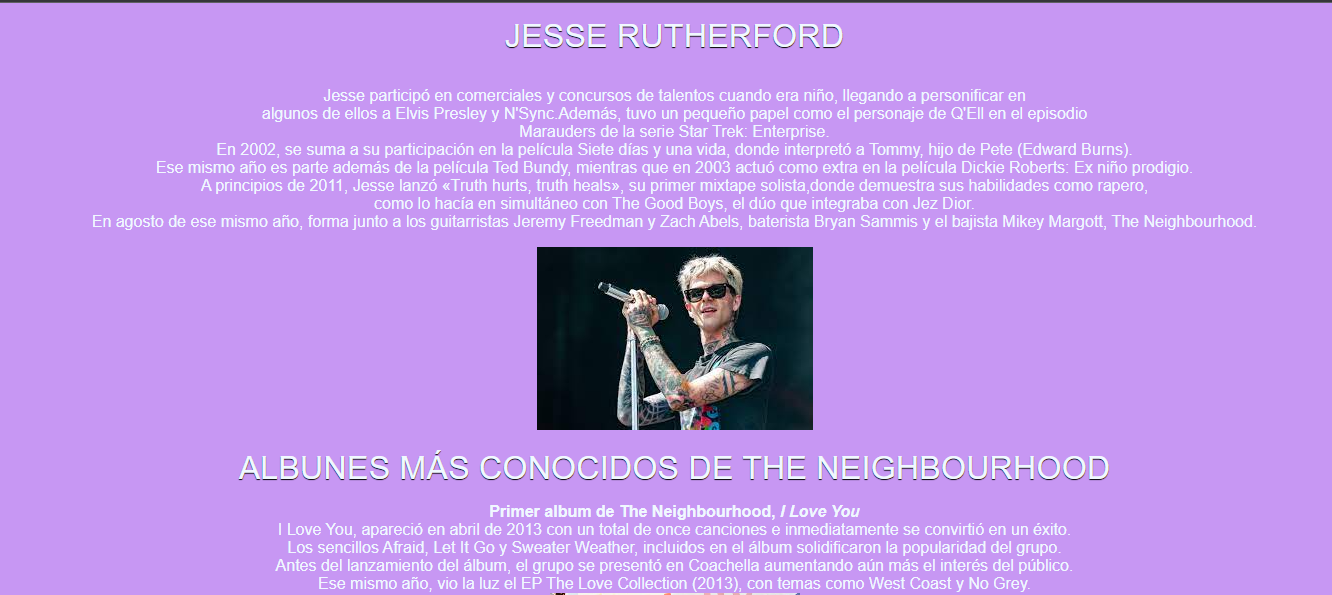 JESSE RUTHERFORD
Jesse participó en comerciales y concursos de talentos cuando era niño, llegando a personificar en
algunos de ellos a Elvis Presley y N'Sync.Además, tuvo un pequeño papel como el personaje de Q'Ell en el episodio
Marauders de la serie Star Trek: Enterprise.
En 2002, se suma a su participación en la película Siete días y una vida, donde interpretó a Tommy, hijo de Pete (Edward Burns).
Ese mismo año es parte además de la película Ted Bundy, mientras que en 2003 actuó como extra en la película Dickie Roberts: Ex niño prodigio.
A principios de 2011, Jesse lanzó «Truth hurts, truth heals», su primer mixtape solista,donde demuestra sus habilidades como rapero,
como lo hacía en simultáneo con The Good Boys, el dúo que integraba con Jez Dior.
En agosto de ese mismo año, forma junto a los guitarristas Jeremy Freedman y Zach Abels, baterista Bryan Sammis y el bajista Mikey Margott, The Neighbourhood.
ALBUNES MÁS CONOCIDOS DE THE NEIGHBOURHOOD
Primer album de The Neighbourhood, I Love You
I Love You, apareció en abril de 2013 con un total de once canciones e inmediatamente se convirtió en un éxito.
Los sencillos Afraid, Let It Go y Sweater Weather, incluidos en el álbum solidificaron la popularidad del grupo.
Antes del lanzamiento del álbum, el grupo se presentó en Coachella aumentando aún más el interés del público.
Ese mismo año, vio la luz el EP The Love Collection (2013), con temas como West Coast y No Grey.